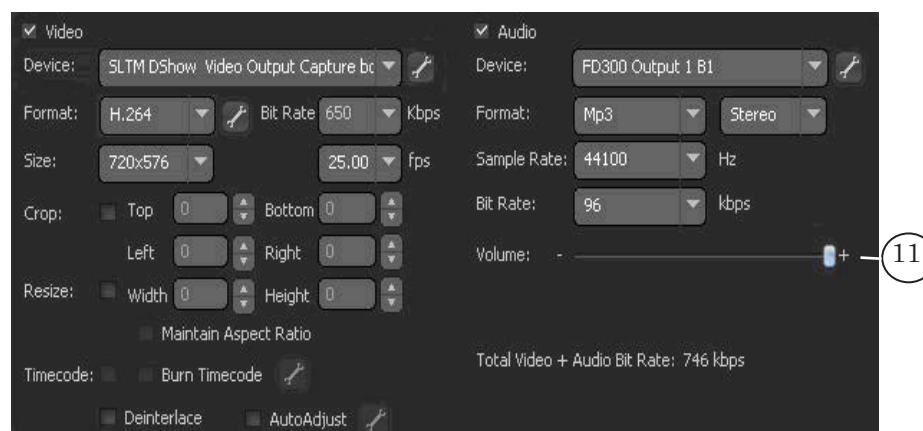 Video
Device: SLTM DShow Video Output Capture bc
Format: H.264 Bit Rate 650 Kbps
Size: 720x576 25.00 fps
Crop: Top 0 Bottom 0
Left 0 Right 0
Resize: Width 0 Height 0
Maintain Aspect Ratio
Timecode: Burn Timecode
Deinterlace AutoAdjust
Audio
Device: FD300 Output 1 B1
Format: Mp3 Stereo
Sample Rate: 44100 Hz
Bit Rate: 96 kbps
Volume: - +
11
Total Video + Audio Bit Rate: 746 kbps